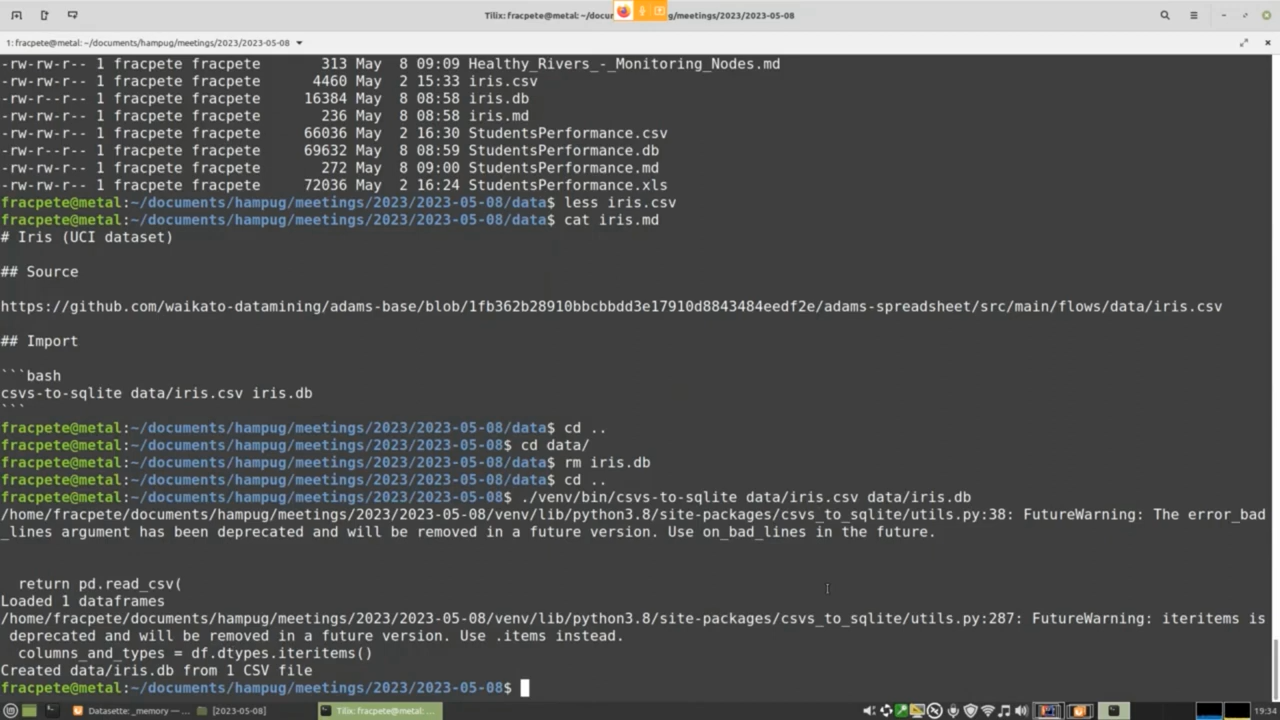 Tilix: fracpete@metal: ~/docu g/meetings/2023/2023-05-08
1: fracpete@metal: ~/documents/hampug/meetings/2023/2023-05-08
-rw-rw-r-- 1 fracpete fracpete 313 May 8 09:09 Healthy_Rivers_-_Monitoring_Nodes.md
-rw-rw-r-- 1 fracpete fracpete 4460 May 2 15:33 iris.csv
-rw-r--r-- 1 fracpete fracpete 16384 May 8 08:58 iris.db
-rw-rw-r-- 1 fracpete fracpete 236 May 8 08:58 iris.md
-rw-rw-r-- 1 fracpete fracpete 66036 May 2 16:30 StudentsPerformance.csv
-rw-r--r-- 1 fracpete fracpete 69632 May 8 08:59 StudentsPerformance.db
-rw-rw-r-- 1 fracpete fracpete 272 May 8 09:00 StudentsPerformance.md
-rw-rw-r-- 1 fracpete fracpete 72036 May 2 16:24 StudentsPerformance.xls
fracpete@metal:~/documents/hampug/meetings/2023/2023-05-08/data$ less iris.csv
fracpete@metal:~/documents/hampug/meetings/2023/2023-05-08/data$ cat iris.md
# Iris (UCI dataset)
## Source
https://github.com/waikato-datamining/adams-base/blob/1fb362b28910bbcbbdd3e17910d8843484eedf2e/adams-spreadsheet/src/main/flows/data/iris.csv
## Import
```bash
csvs-to-sqlite data/iris.csv iris.db
```
fracpete@metal:~/documents/hampug/meetings/2023/2023-05-08/data$ cd ..
fracpete@metal:~/documents/hampug/meetings/2023/2023-05-08$ cd data/
fracpete@metal:~/documents/hampug/meetings/2023/2023-05-08/data$ rm iris.db
fracpete@metal:~/documents/hampug/meetings/2023/2023-05-08/data$ cd ..
fracpete@metal:~/documents/hampug/meetings/2023/2023-05-08$ ./venv/bin/csvs-to-sqlite data/iris.csv data/iris.db
/home/fracpete/documents/hampug/meetings/2023/2023-05-08/venv/lib/python3.8/site-packages/csvs_to_sqlite/utils.py:38: FutureWarning: The error_bad
_lines argument has been deprecated and will be removed in a future version. Use on_bad_lines in the future.
return pd.read_csv(
Loaded 1 dataframes
/home/fracpete/documents/hampug/meetings/2023/2023-05-08/venv/lib/python3.8/site-packages/csvs_to_sqlite/utils.py:287: FutureWarning: iteritems is
deprecated and will be removed in a future version. Use .items instead.
columns_and_types = df.dtypes.iteritems()
Created data/iris.db from 1 CSV file
fracpete@metal:~/documents/hampug/meetings/2023/2023-05-08$
Datasette: _memory — ... [2023-05-08] Tilix: fracpete@metal: ... 19:34